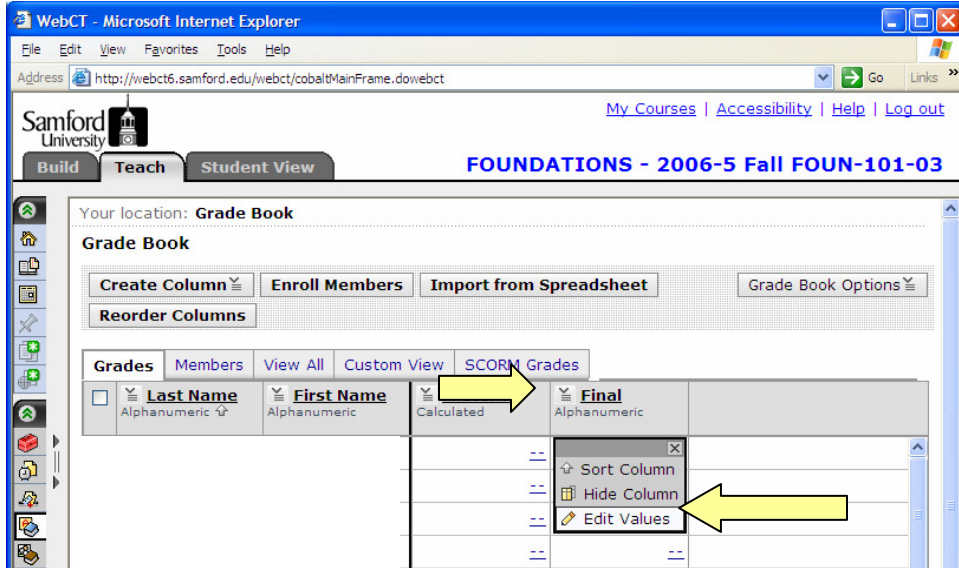 WebCT - Microsoft Internet Explorer
File Edit View Favorites Tools Help
Address http://webct6.samford.edu/webct/cobaltMainFrame.dowebct Go Links »
Samford University
My Courses | Accessibility | Help | Log out
Build Teach Student View FOUNDATIONS - 2006-5 Fall FOUN-101-03
Your location: Grade Book
Grade Book
Create Column Enroll Members Import from Spreadsheet Grade Book Options
Reorder Columns
Grades Members View All Custom View SCORM Grades
Last Name First Name Final
Alphanumeric Alphanumeric Calculated Alphanumeric
--
Sort Column
--
Hide Column
--
Edit Values
-- --